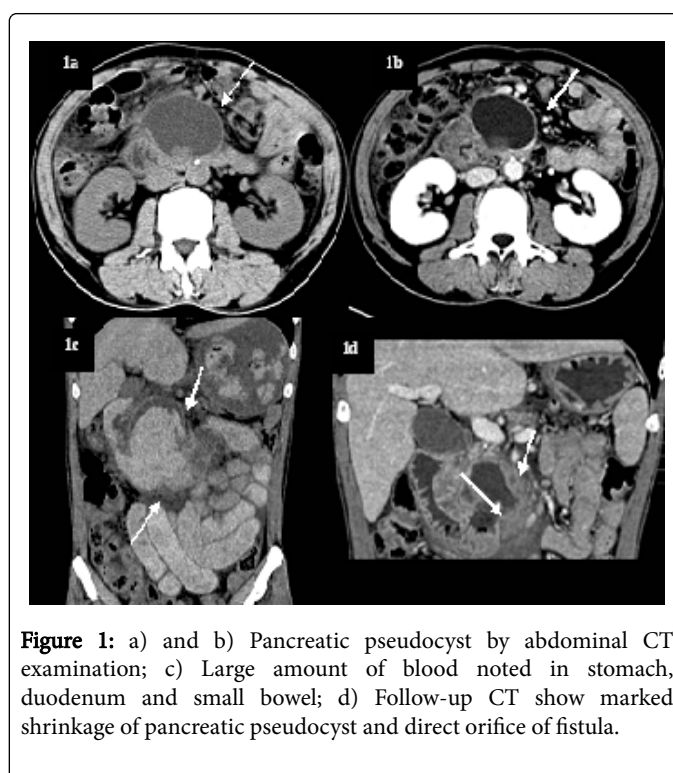 1a
1b
1c
1d
Figure 1: a) and b) Pancreatic pseudocyst by abdominal CT
examination; c) Large amount of blood noted in stomach,
duodenum and small bowel; d) Follow-up CT show marked
shrinkage of pancreatic pseudocyst and direct orifice of fistula.